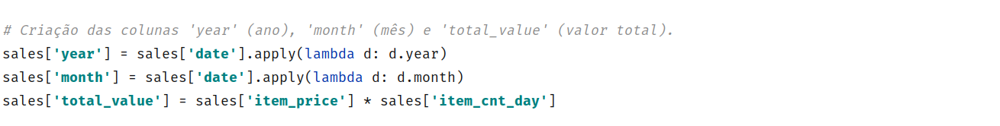 # Criação das colunas 'year' (ano), 'month' (mês) e 'total_value' (valor total).
sales['year'] = sales['date'].apply(lambda d: d.year)
sales['month'] = sales['date'].apply(lambda d: d.month)
sales['total_value'] = sales['item_price'] * sales['item_cnt_day']